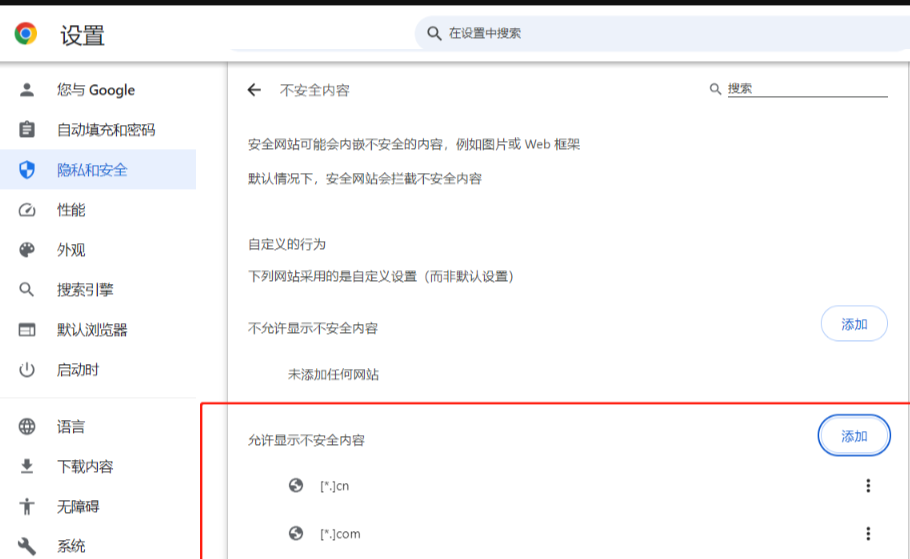 设置
在设置中搜索
您与 Google
自动填充和密码
隐私和安全
性能
外观
搜索引擎
默认浏览器
启动时
语言
下载内容
无障碍
系统
不安全内容
搜索
安全网站可能会内嵌不安全的内容，例如图片或 Web 框架
默认情况下，安全网站会拦截不安全内容
自定义的行为
下列网站采用的是自定义设置（而非默认设置）
不允许显示不安全内容
添加
未添加任何网站
允许显示不安全内容
添加
[*.]cn
[*.]com